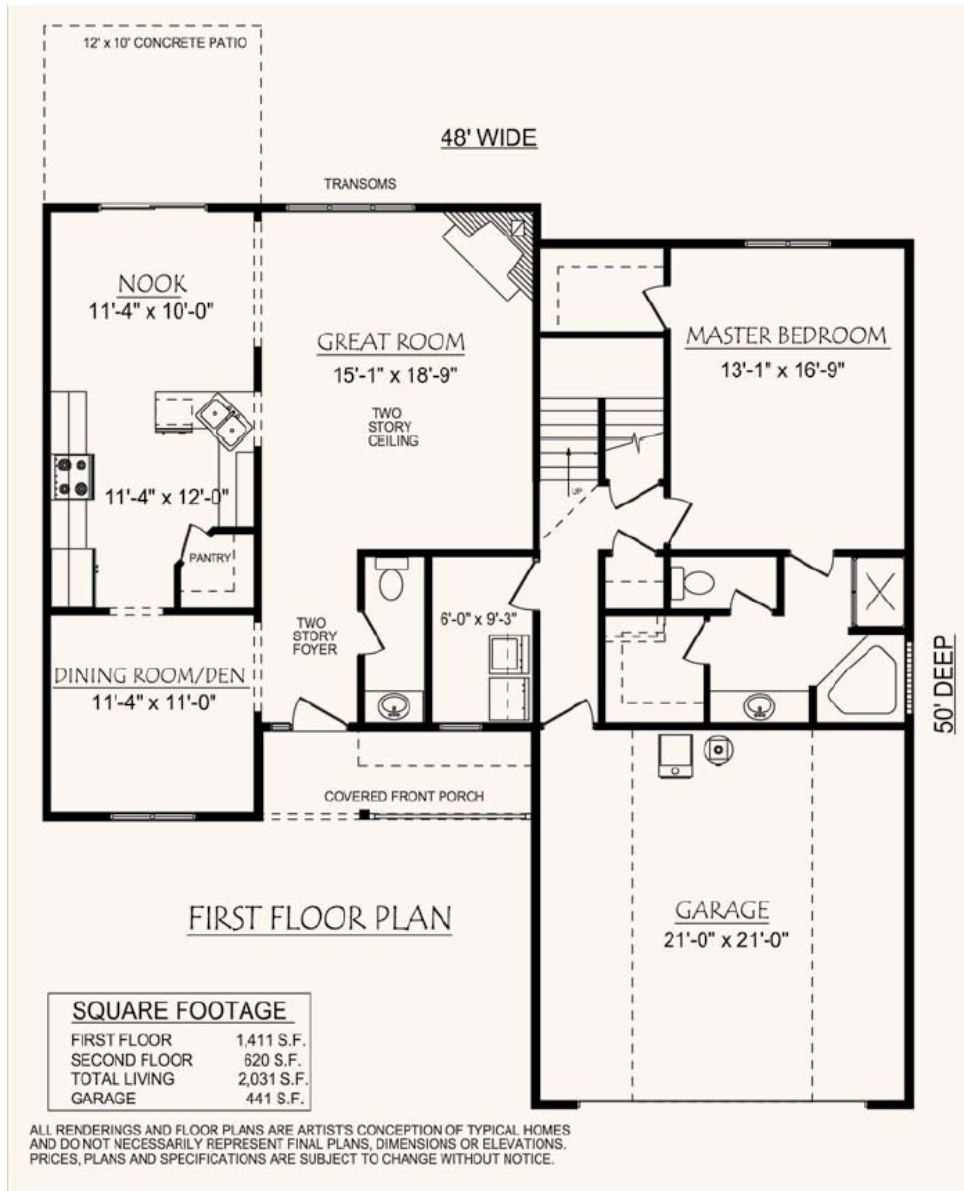 12' x 10' CONCRETE PATIO
48' WIDE
TRANSOMS
NOOK
11'-4" x 10'-0"
GREAT ROOM
15'-1" x 18'-9"
MASTER BEDROOM
13'-1" x 16'-9"
TWO
STORY
CEILING
UP
11'-4" x 12'-0"
PANTRY
6'-0" x 9'-3"
TWO
STORY
FOYER
DINING ROOM/DEN
11'-4" x 11'-0"
50' DEEP
COVERED FRONT PORCH
FIRST FLOOR PLAN
GARAGE
21'-0" x 21'-0"
SQUARE FOOTAGE
FIRST FLOOR 1,411 S.F.
SECOND FLOOR 620 S.F.
TOTAL LIVING 2,031 S.F.
GARAGE 441 S.F.
ALL RENDERINGS AND FLOOR PLANS ARE ARTISTS CONCEPTION OF TYPICAL HOMES
AND DO NOT NECESSARILY REPRESENT FINAL PLANS, DIMENSIONS OR ELEVATIONS.
PRICES, PLANS AND SPECIFICATIONS ARE SUBJECT TO CHANGE WITHOUT NOTICE.